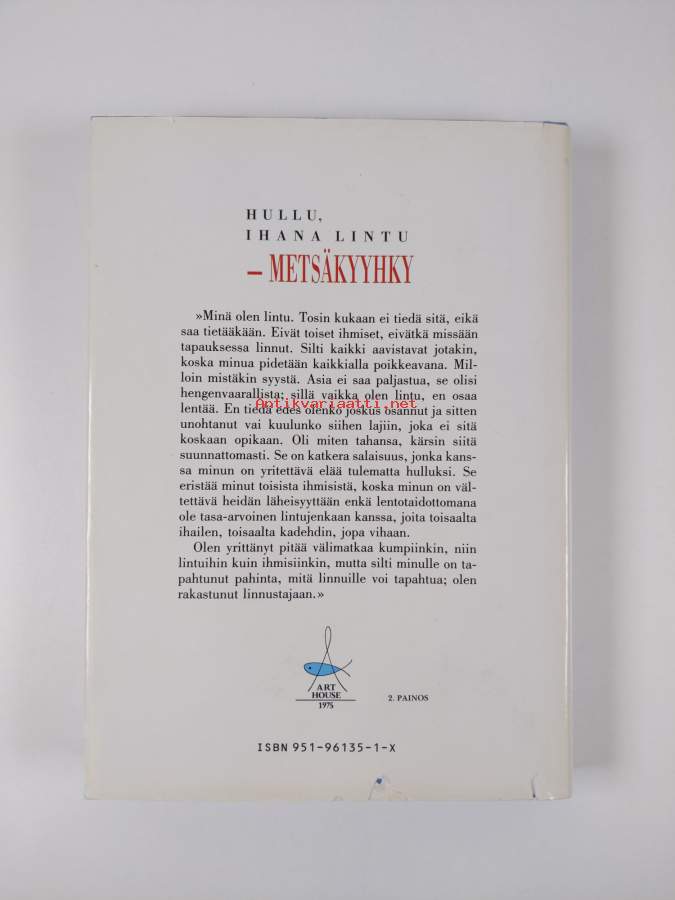 HULLU,
IHANA LINTU
– METSÄKYYHKY
»Minä olen lintu. Tosin kukaan ei tiedä sitä, eikä
saa tietääkään. Eivät toiset ihmiset, eivätkä missään
tapauksessa linnut. Silti kaikki aavistavat jotakin,
koska minua pidetään kaikkialla poikkeavana. Mil-
loin mistäkin syystä. Asia ei saa paljastua, se olisi
hengenvaarallista; sillä vaikka olen lintu, en osaa
Antikvariaatti.net
lentää. En tiedä edes olenko joskus osannut ja sitten
unohtanut vai kuulunko siihen lajiin, joka ei sitä
koskaan opikaan. Oli miten tahansa, kärsin siitä
suunnattomasti. Se on katkera salaisuus, jonka kans-
sa minun on yritettävä elää tulematta hulluksi. Se
eristää minut toisista ihmisistä, koska minun on väl-
tettävä heidän läheisyyttään enkä lentotaidottomana
ole tasa-arvoinen lintujenkaan kanssa, joita toisaalta
ihailen, toisaalta kadehdin, jopa vihaan.
Olen yrittänyt pitää välimatkaa kumpiinkin, niin
lintuihin kuin ihmisiinkin, mutta silti minulle on ta-
pahtunut pahinta, mitä linnuille voi tapahtua; olen
rakastunut linnustajaan.»
ART
HOUSE
1975
2. PAINOS
ISBN 951-96135-1-X